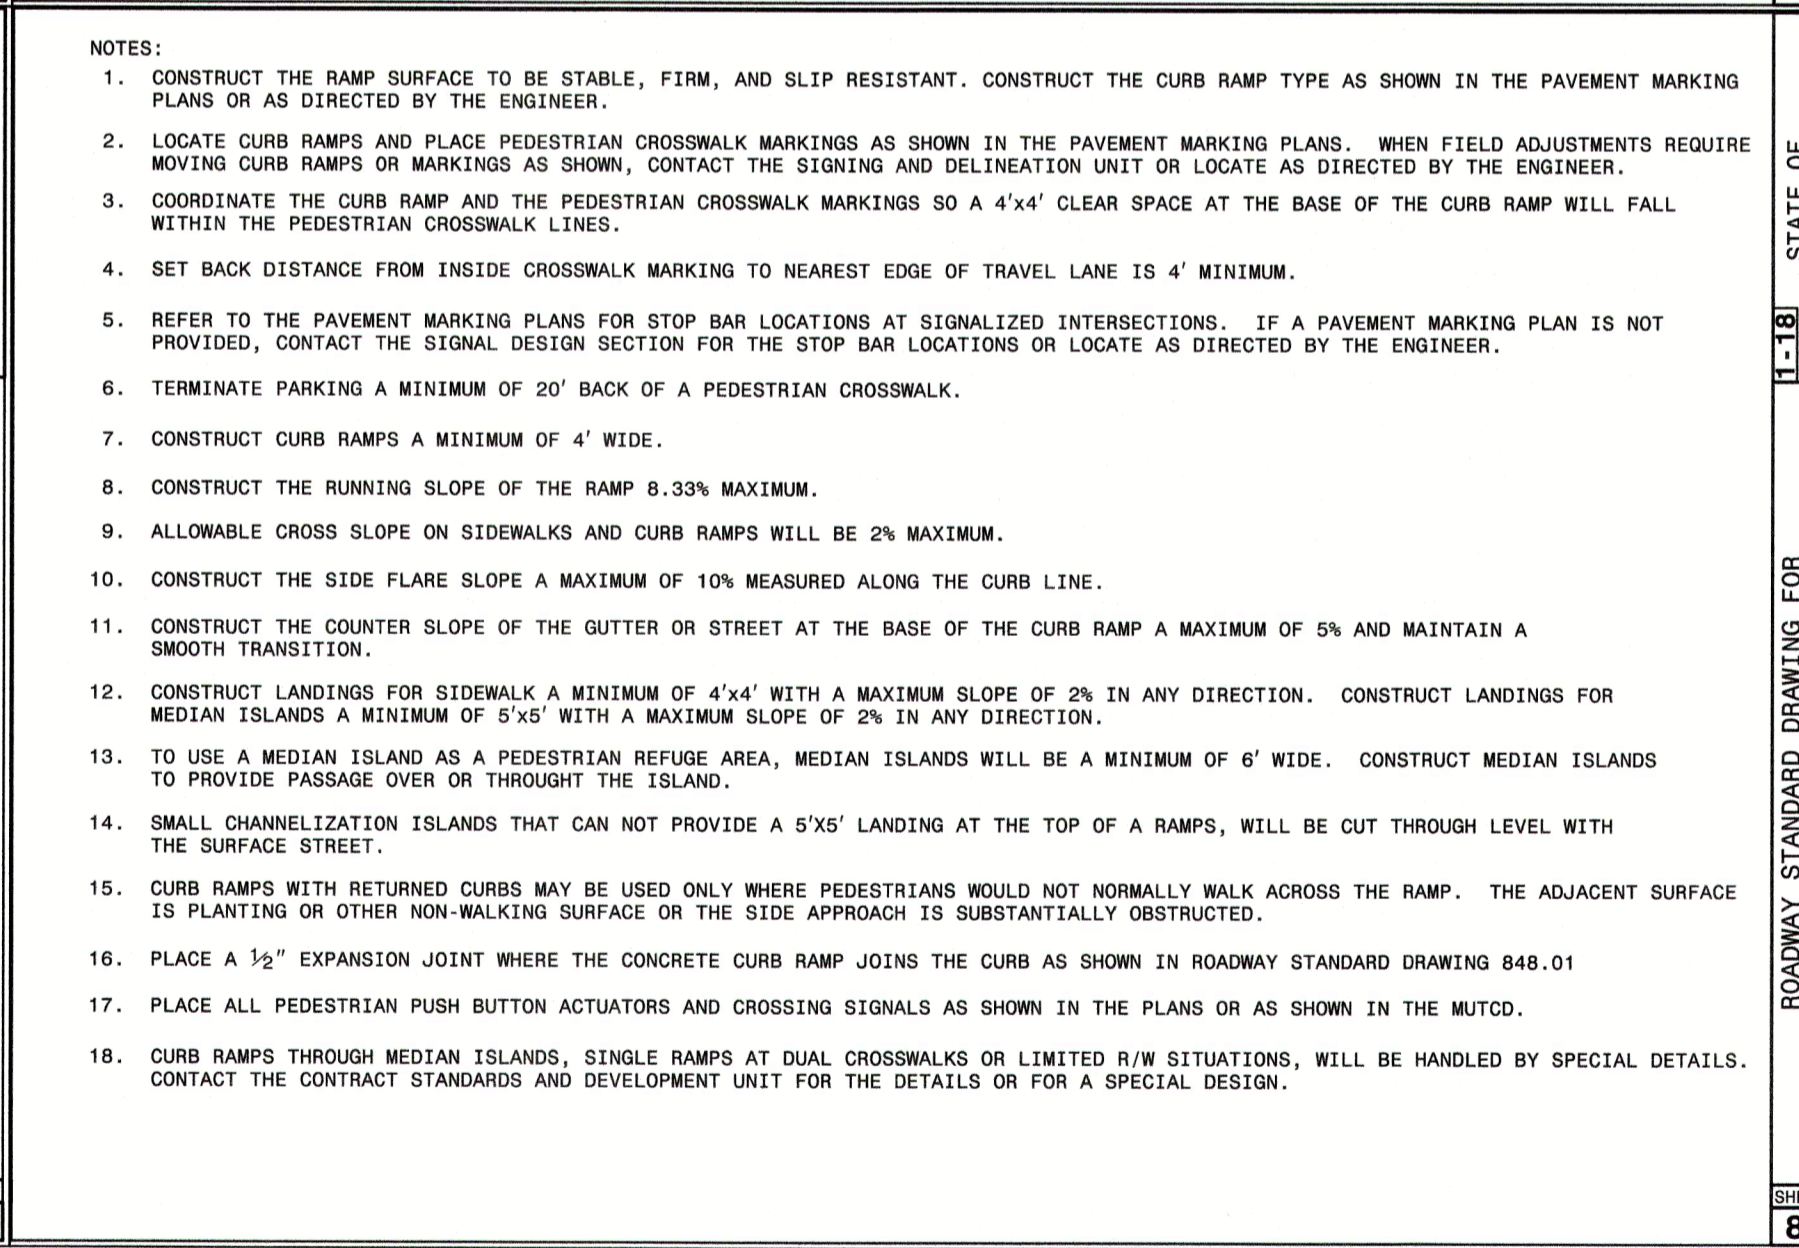 NOTES:
1. CONSTRUCT THE RAMP SURFACE TO BE STABLE, FIRM, AND SLIP RESISTANT. CONSTRUCT THE CURB RAMP TYPE AS SHOWN IN THE PAVEMENT MARKING
PLANS OR AS DIRECTED BY THE ENGINEER.
2. LOCATE CURB RAMPS AND PLACE PEDESTRIAN CROSSWALK MARKINGS AS SHOWN IN THE PAVEMENT MARKING PLANS. WHEN FIELD ADJUSTMENTS REQUIRE
MOVING CURB RAMPS OR MARKINGS AS SHOWN, CONTACT THE SIGNING AND DELINEATION UNIT OR LOCATE AS DIRECTED BY THE ENGINEER.
3. COORDINATE THE CURB RAMP AND THE PEDESTRIAN CROSSWALK MARKINGS SO A 4'x4' CLEAR SPACE AT THE BASE OF THE CURB RAMP WILL FALL
WITHIN THE PEDESTRIAN CROSSWALK LINES.
4. SET BACK DISTANCE FROM INSIDE CROSSWALK MARKING TO NEAREST EDGE OF TRAVEL LANE IS 4' MINIMUM.
5. REFER TO THE PAVEMENT MARKING PLANS FOR STOP BAR LOCATIONS AT SIGNALIZED INTERSECTIONS. IF A PAVEMENT MARKING PLAN IS NOT
PROVIDED, CONTACT THE SIGNAL DESIGN SECTION FOR THE STOP BAR LOCATIONS OR LOCATE AS DIRECTED BY THE ENGINEER.
6. TERMINATE PARKING A MINIMUM OF 20' BACK OF A PEDESTRIAN CROSSWALK.
7. CONSTRUCT CURB RAMPS A MINIMUM OF 4' WIDE.
8. CONSTRUCT THE RUNNING SLOPE OF THE RAMP 8.33% MAXIMUM.
9. ALLOWABLE CROSS SLOPE ON SIDEWALKS AND CURB RAMPS WILL BE 2% MAXIMUM.
10. CONSTRUCT THE SIDE FLARE SLOPE A MAXIMUM OF 10% MEASURED ALONG THE CURB LINE.
11. CONSTRUCT THE COUNTER SLOPE OF THE GUTTER OR STREET AT THE BASE OF THE CURB RAMP A MAXIMUM OF 5% AND MAINTAIN A
SMOOTH TRANSITION.
12. CONSTRUCT LANDINGS FOR SIDEWALK A MINIMUM OF 4'x4' WITH A MAXIMUM SLOPE OF 2% IN ANY DIRECTION. CONSTRUCT LANDINGS FOR
MEDIAN ISLANDS A MINIMUM OF 5'x5' WITH A MAXIMUM SLOPE OF 2% IN ANY DIRECTION.
13. TO USE A MEDIAN ISLAND AS A PEDESTRIAN REFUGE AREA, MEDIAN ISLANDS WILL BE A MINIMUM OF 6' WIDE. CONSTRUCT MEDIAN ISLANDS
TO PROVIDE PASSAGE OVER OR THROUGHT THE ISLAND.
14. SMALL CHANNELIZATION ISLANDS THAT CAN NOT PROVIDE A 5'X5' LANDING AT THE TOP OF A RAMPS, WILL BE CUT THROUGH LEVEL WITH
THE SURFACE STREET.
15. CURB RAMPS WITH RETURNED CURBS MAY BE USED ONLY WHERE PEDESTRIANS WOULD NOT NORMALLY WALK ACROSS THE RAMP. THE ADJACENT SURFACE
IS PLANTING OR OTHER NON-WALKING SURFACE OR THE SIDE APPROACH IS SUBSTANTIALLY OBSTRUCTED.
16. PLACE A ½" EXPANSION JOINT WHERE THE CONCRETE CURB RAMP JOINS THE CURB AS SHOWN IN ROADWAY STANDARD DRAWING 848.01
17. PLACE ALL PEDESTRIAN PUSH BUTTON ACTUATORS AND CROSSING SIGNALS AS SHOWN IN THE PLANS OR AS SHOWN IN THE MUTCD.
18. CURB RAMPS THROUGH MEDIAN ISLANDS, SINGLE RAMPS AT DUAL CROSSWALKS OR LIMITED R/W SITUATIONS, WILL BE HANDLED BY SPECIAL DETAILS.
CONTACT THE CONTRACT STANDARDS AND DEVELOPMENT UNIT FOR THE DETAILS OR FOR A SPECIAL DESIGN.
STATE OF
1-18
ROADWAY STANDARD DRAWING FOR